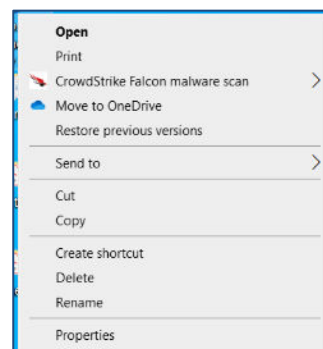 Open
Print
CrowdStrike Falcon malware scan
Move to OneDrive
Restore previous versions
Send to
Cut
Copy
Create shortcut
Delete
Rename
Properties